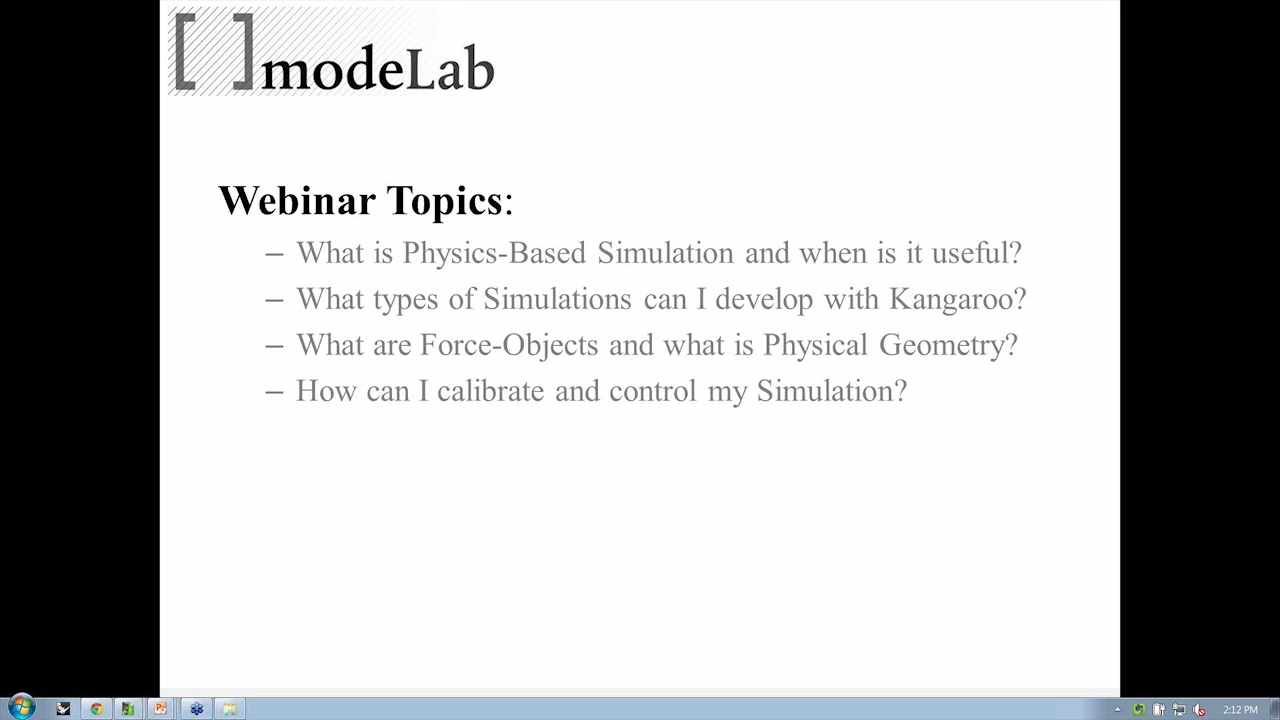 [ ] modeLab
Webinar Topics:
– What is Physics-Based Simulation and when is it useful?
– What types of Simulations can I develop with Kangaroo?
– What are Force-Objects and what is Physical Geometry?
– How can I calibrate and control my Simulation?
2:12 PM